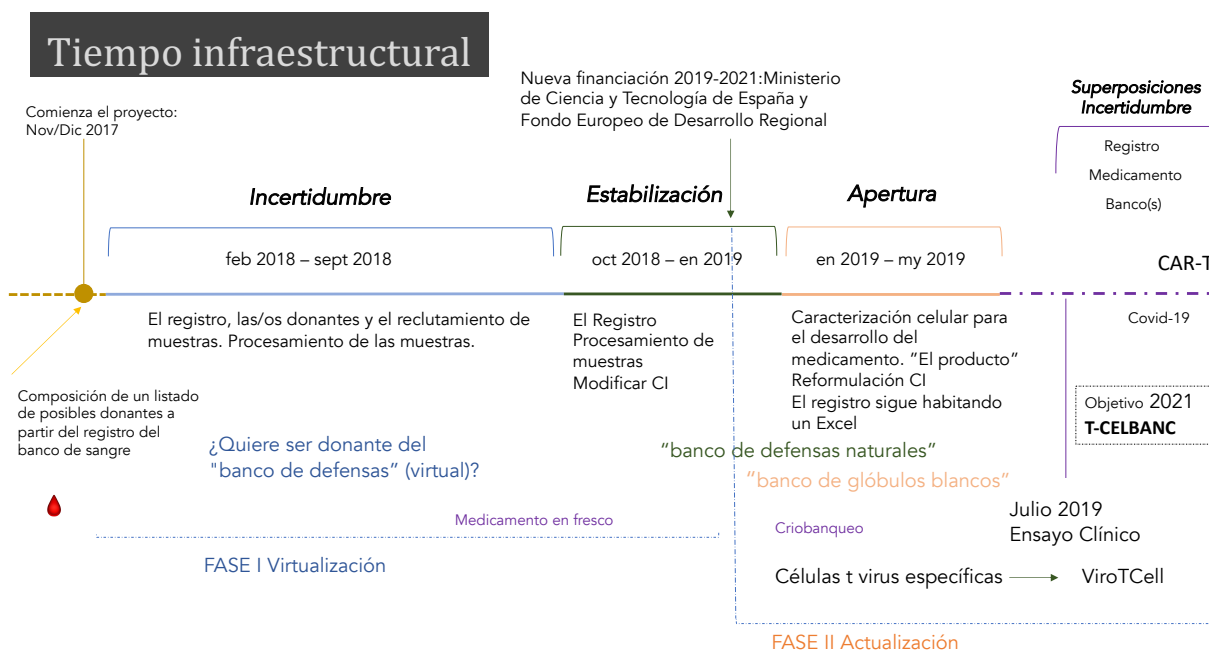 Tiempo infraestructural
Comienza el proyecto:
Nov/Dic 2017
Nueva financiación 2019-2021:Ministerio
de Ciencia y Tecnología de España y
Fondo Europeo de Desarrollo Regional
Superposiciones
Incertidumbre
Registro
Medicamento
Banco(s)
Incertidumbre
Estabilización
Apertura
feb 2018 – sept 2018
oct 2018 – en 2019
en 2019 – my 2019
CAR-T
Covid-19
El registro, las/os donantes y el reclutamiento de
muestras. Procesamiento de las muestras.
El Registro
Procesamiento de
muestras
Modificar CI
Caracterización celular para
el desarrollo del
medicamento. “El producto”
Reformulación CI
El registro sigue habitando
un Excel
Composición de un listado
de posibles donantes a
partir del registro del
banco de sangre
Objetivo 2021
T-CELBANC
¿Quiere ser donante del
"banco de defensas” (virtual)?
“banco de defensas naturales”
“banco de glóbulos blancos”
Medicamento en fresco
Criobanqueo
Julio 2019
Ensayo Clínico
FASE I Virtualización
Células t virus específicas
ViroTCell
FASE II Actualización